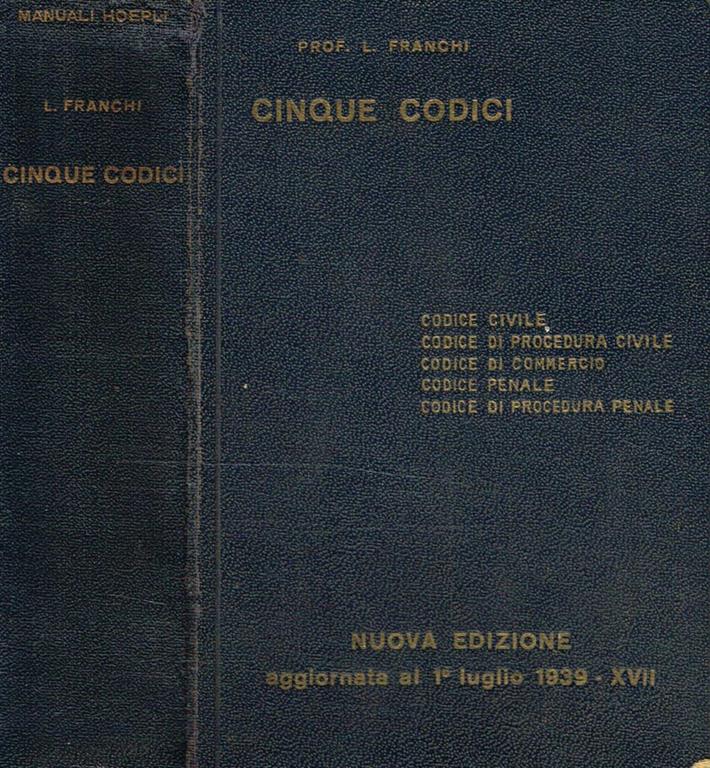 MANUALI HOEPLI
L. FRANCHI
CINQUE CODICI
PROF. L. FRANCHI
CINQUE CODICI
CODICE CIVILE
CODICE DI PROCEDURA CIVILE
CODICE DI COMMERCIO
CODICE PENALE
CODICE DI PROCEDURA PENALE
NUOVA EDIZIONE
aggiornata al 1º luglio 1939 - XVII